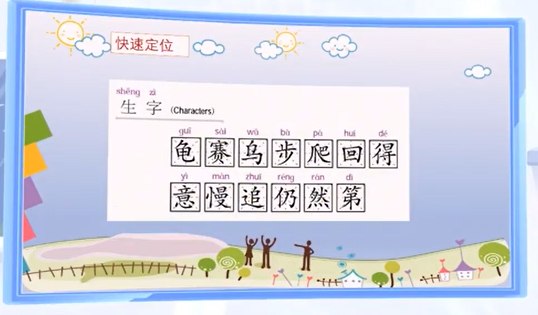 快速定位
shēng zì
生字 (Characters)
guī sài wū bù pá huí dé
龟赛乌步爬回得
yì màn zhuī réng rán dì
意慢追仍然第